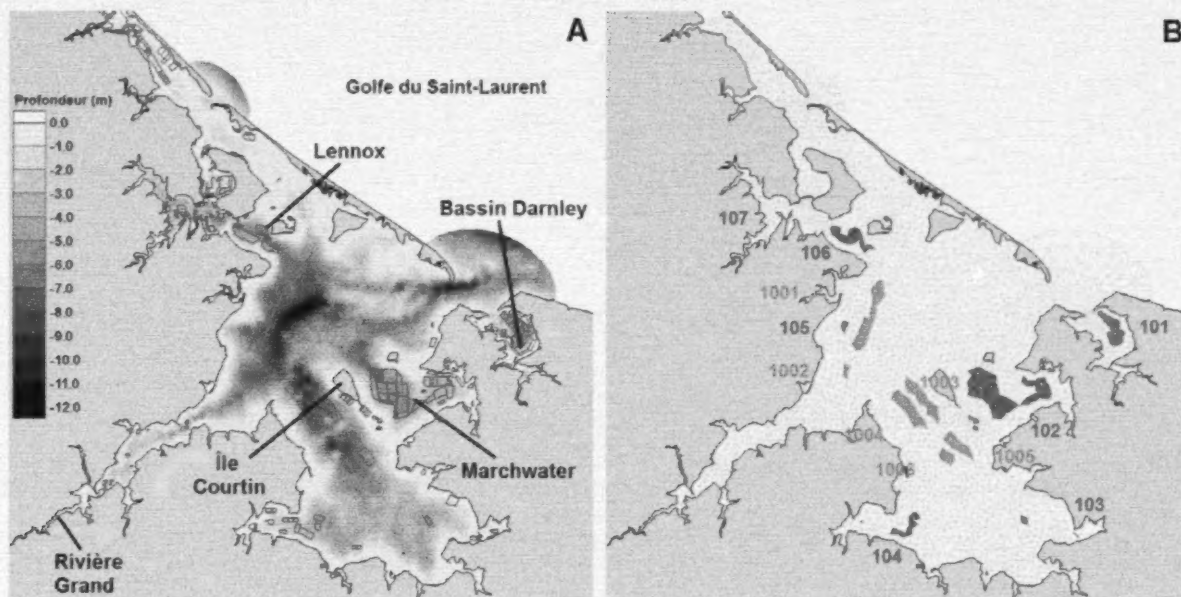 A
Golfe du Saint-Laurent
Profondeur (m)
0.0
-1.0
-2.0
-3.0
-4.0
-5.0
-6.0
-7.0
-8.0
-9.0
-10.0
-11.0
-12.0
Lennox
Bassin Darnley
Île
Courtin
Marchwater
Rivière
Grand
B
107
106
1001
105
101
1002
1003
102
1004
1005
1006
103
104